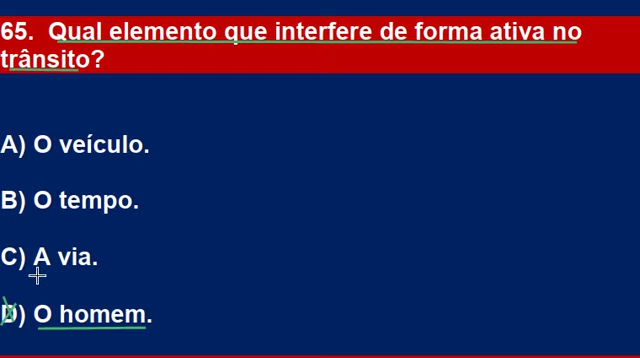 65. Qual elemento que interfere de forma ativa no
trânsito?
A) O veículo.
B) O tempo.
C) A via.
D) O homem.